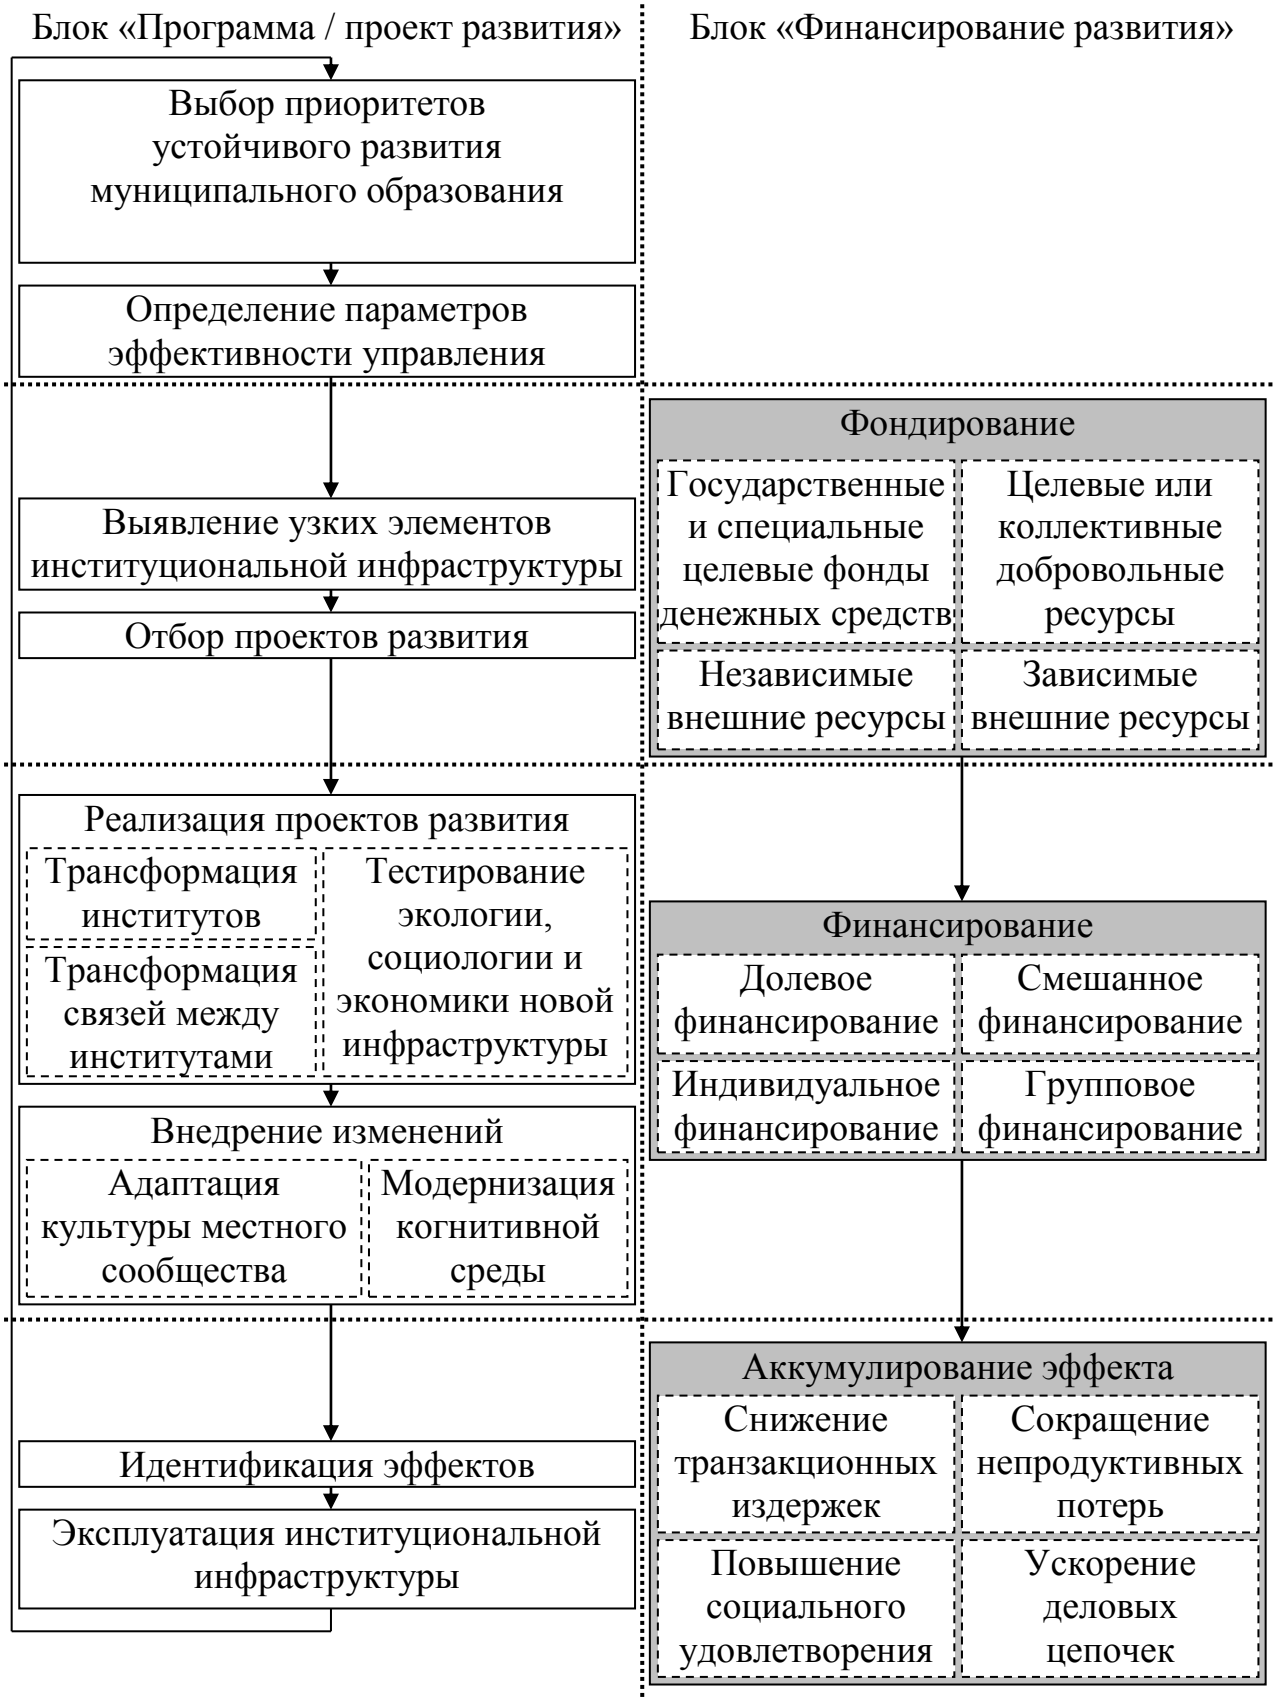 Блок «Программа / проект развития»
Блок «Финансирование развития»
Выбор приоритетов
устойчивого развития
муниципального образования
Определение параметров
эффективности управления
Выявление узких элементов
институциональной инфраструктуры
Отбор проектов развития
Фондирование
Государственные
и специальные
целевые фонды
денежных средств
Целевые или
коллективные
добровольные
ресурсы
Независимые
внешние ресурсы
Зависимые
внешние ресурсы
Реализация проектов развития
Трансформация
институтов
Трансформация
связей между
институтами
Тестирование
экологии,
социологии и
экономики новой
инфраструктуры
Внедрение изменений
Адаптация
культуры местного
сообщества
Модернизация
когнитивной
среды
Финансирование
Долевое
финансирование
Смешанное
финансирование
Индивидуальное
финансирование
Групповое
финансирование
Идентификация эффектов
Эксплуатация институциональной
инфраструктуры
Аккумулирование эффекта
Снижение
транзакционных
издержек
Сокращение
непродуктивных
потерь
Повышение
социального
удовлетворения
Ускорение
деловых
цепочек